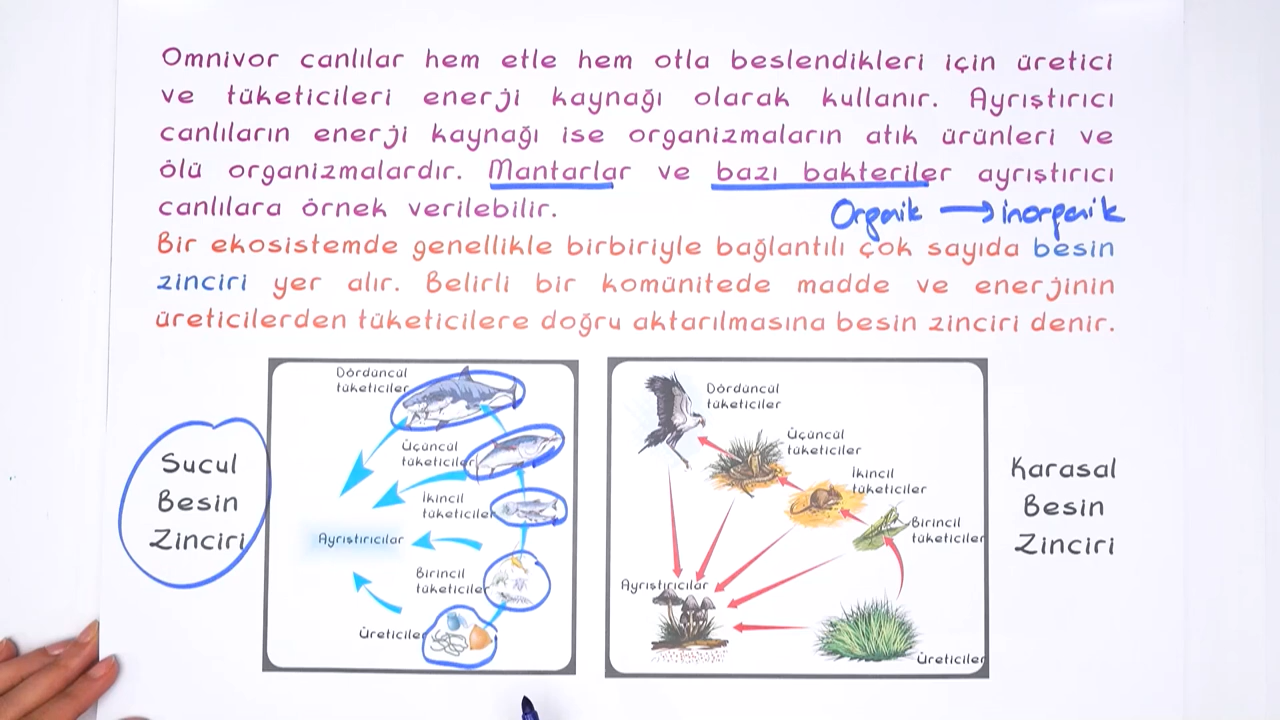 Omnivor canlılar hem etle hem otla beslendikleri için üretici
ve tüketicileri enerji kaynağı olarak kullanır. Ayrıştırıcı
canlıların enerji kaynağı ise organizmaların atık ürünleri ve
ölü organizmalardır. Mantarlar ve bazı bakteriler ayrıştırıcı
canlılara örnek verilebilir.
Organik → inorganik
Bir ekosistemde genellikle birbiriyle bağlantılı çok sayıda besin
zinciri yer alır. Belirli bir komünitede madde ve enerjinin
üreticilerden tüketicilere doğru aktarılmasına besin zinciri denir.
Sucul
Besin
Zinciri
Dördüncül
tüketiciler
Üçüncül
tüketiciler
İkincil
tüketiciler
Ayrıştırıcılar
Birincil
tüketiciler
Üreticiler
Dördüncül
tüketiciler
Üçüncül
tüketiciler
İkincil
tüketiciler
Birincil
tüketiciler
Ayrıştırıcılar
Üreticiler
Karasal
Besin
Zinciri